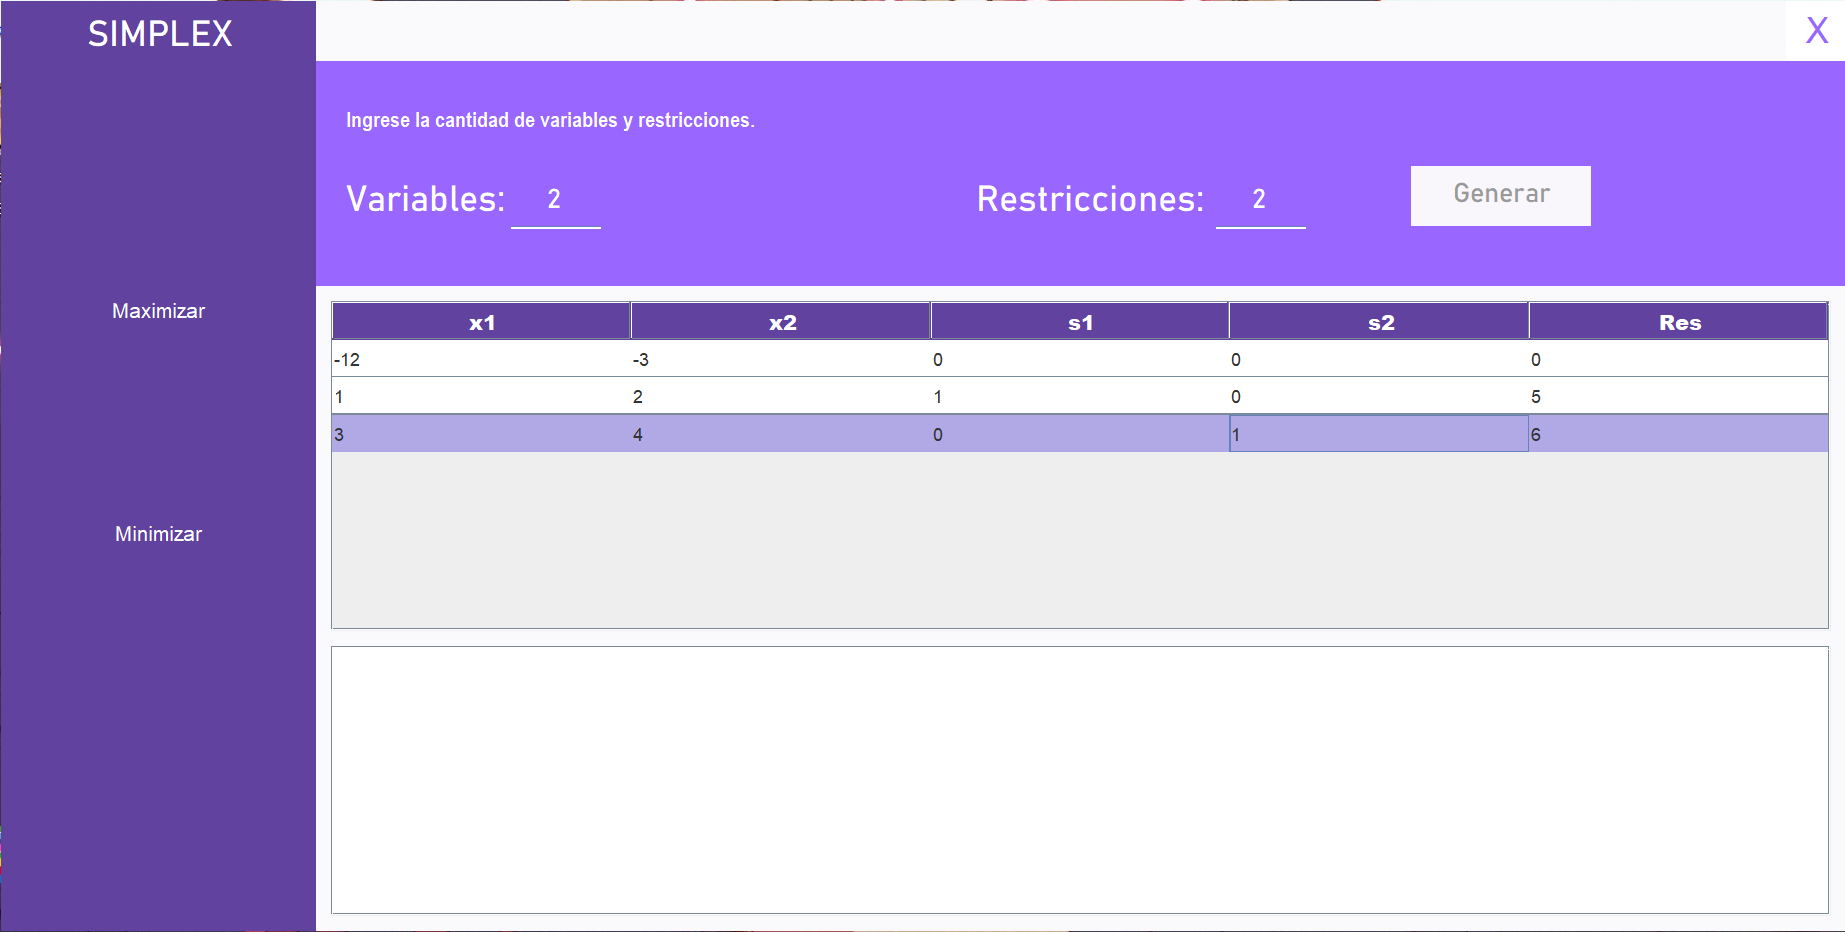 SIMPLEX
X
Ingrese la cantidad de variables y restricciones.
Variables: 2 Restricciones: 2 Generar
Maximizar
Minimizar
x1 x2 s1 s2 Res
-12 -3 0 0 0
1 2 1 0 5
3 4 0 1 6